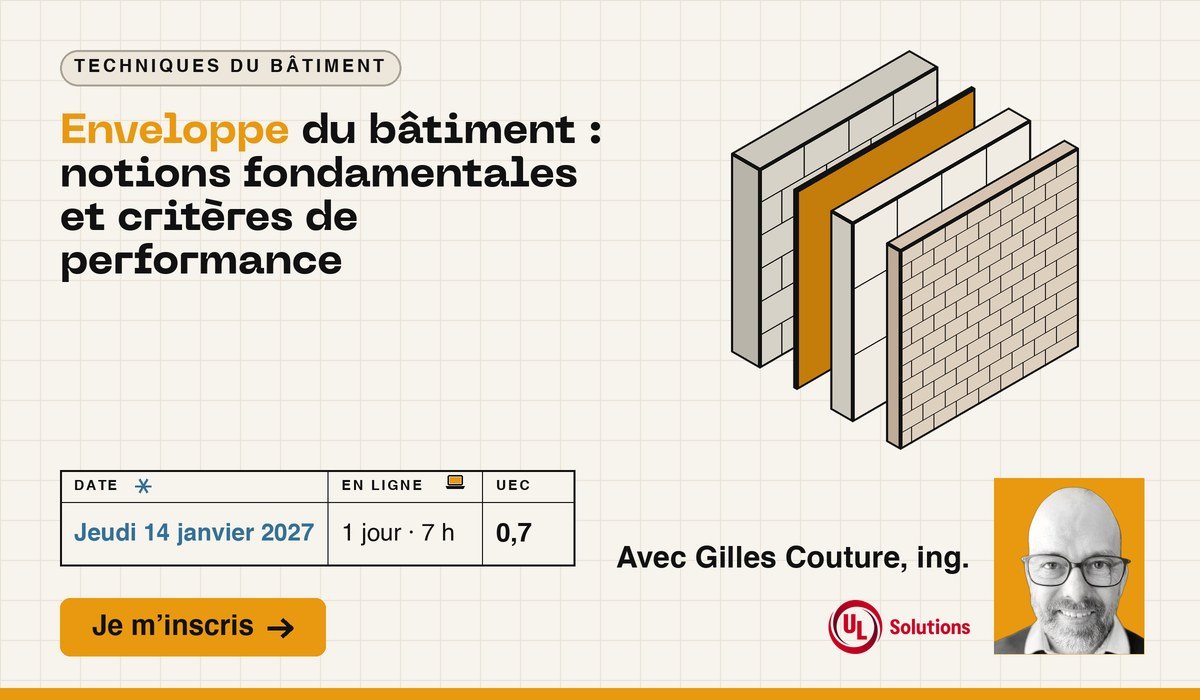 TECHNIQUES DU BÂTIMENT
Enveloppe du bâtiment :
notions fondamentales
et critères de
performance
DATE EN LIGNE UEC
Jeudi 14 janvier 2027 1 jour · 7 h 0,7
Avec Gilles Couture, ing.
Je m’inscris →
UL Solutions